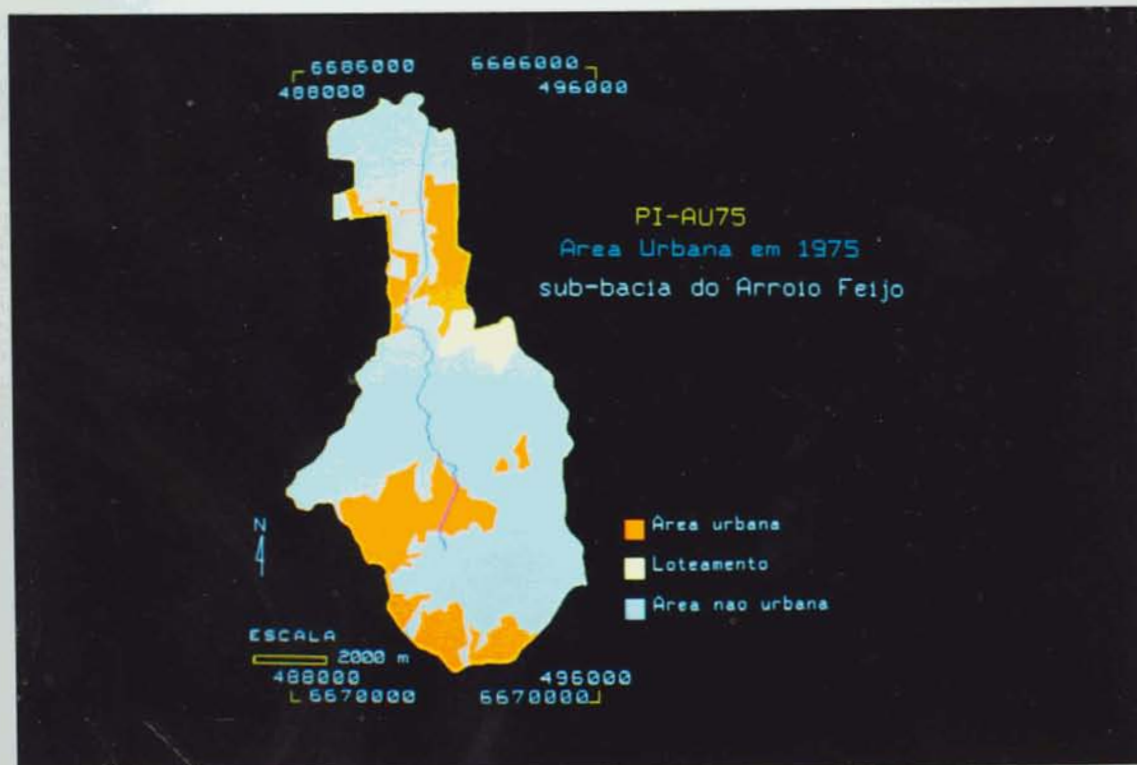 6686000 6686000
488000 496000
PI-AU75
Area Urbana em 1975
sub-bacia do Arroio Feijo
N
Area urbana
Loteamento
Area nao urbana
ESCALA
2000 m
488000 496000
6670000 6670000